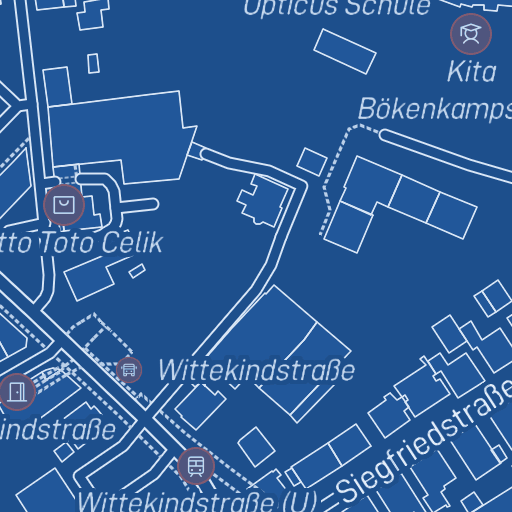 Opticus Schule
Kita
Bökenkamps
tto Toto Celik
Wittekindstraße
indstraße
Siegfriedstraße
Wittekindstraße (U)